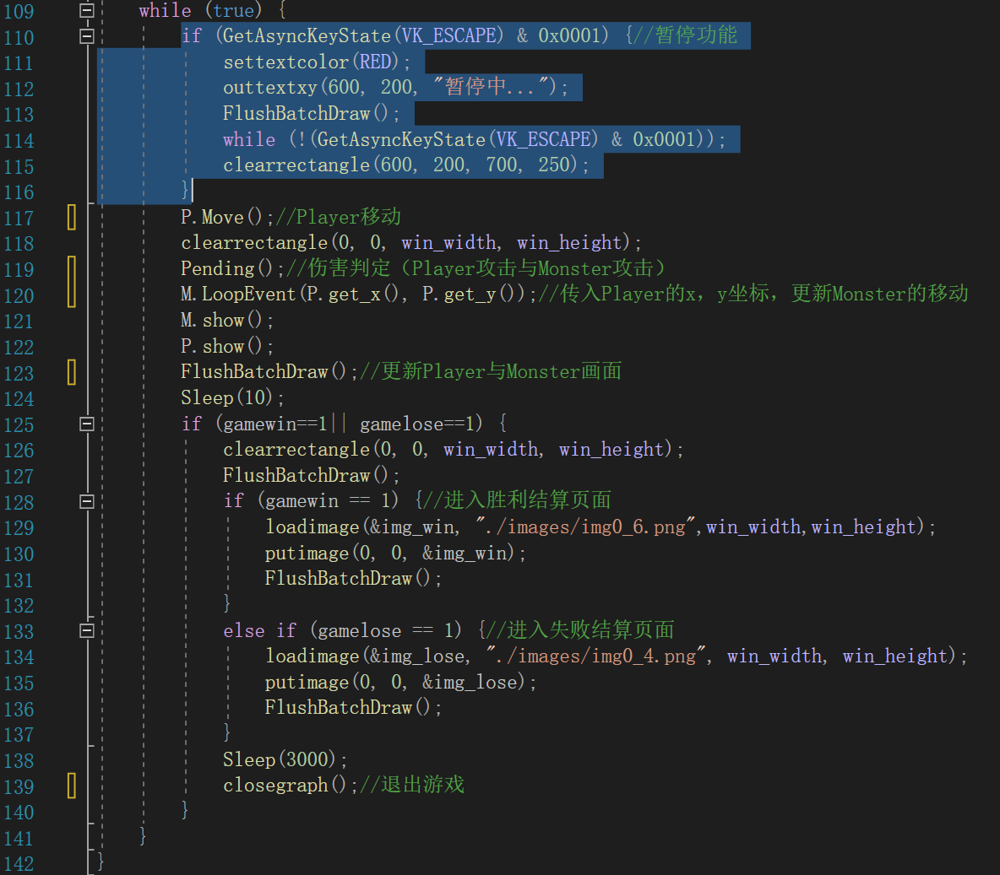 109 while (true) {
110 if (GetAsyncKeyState(VK_ESCAPE) & 0x0001) {//暂停功能
111 settextcolor(RED);
112 outtextxy(600, 200, "暂停中...");
113 FlushBatchDraw();
114 while (!(GetAsyncKeyState(VK_ESCAPE) & 0x0001));
115 clearrectangle(600, 200, 700, 250);
116 }
117 P.Move();//Player移动
118 clearrectangle(0, 0, win_width, win_height);
119 Pending();//伤害判定（Player攻击与Monster攻击）
120 M.LoopEvent(P.get_x(), P.get_y());//传入Player的x，y坐标，更新Monster的移动
121 M.show();
122 P.show();
123 FlushBatchDraw();//更新Player与Monster画面
124 Sleep(10);
125 if (gamewin==1|| gamelose==1) {
126 clearrectangle(0, 0, win_width, win_height);
127 FlushBatchDraw();
128 if (gamewin == 1) {//进入胜利结算页面
129 loadimage(&img_win, "./images/img0_6.png",win_width,win_height);
130 putimage(0, 0, &img_win);
131 FlushBatchDraw();
132 }
133 else if (gamelose == 1) {//进入失败结算页面
134 loadimage(&img_lose, "./images/img0_4.png", win_width, win_height);
135 putimage(0, 0, &img_lose);
136 FlushBatchDraw();
137 }
138 Sleep(3000);
139 closegraph();//退出游戏
140 }
141 }
142 }